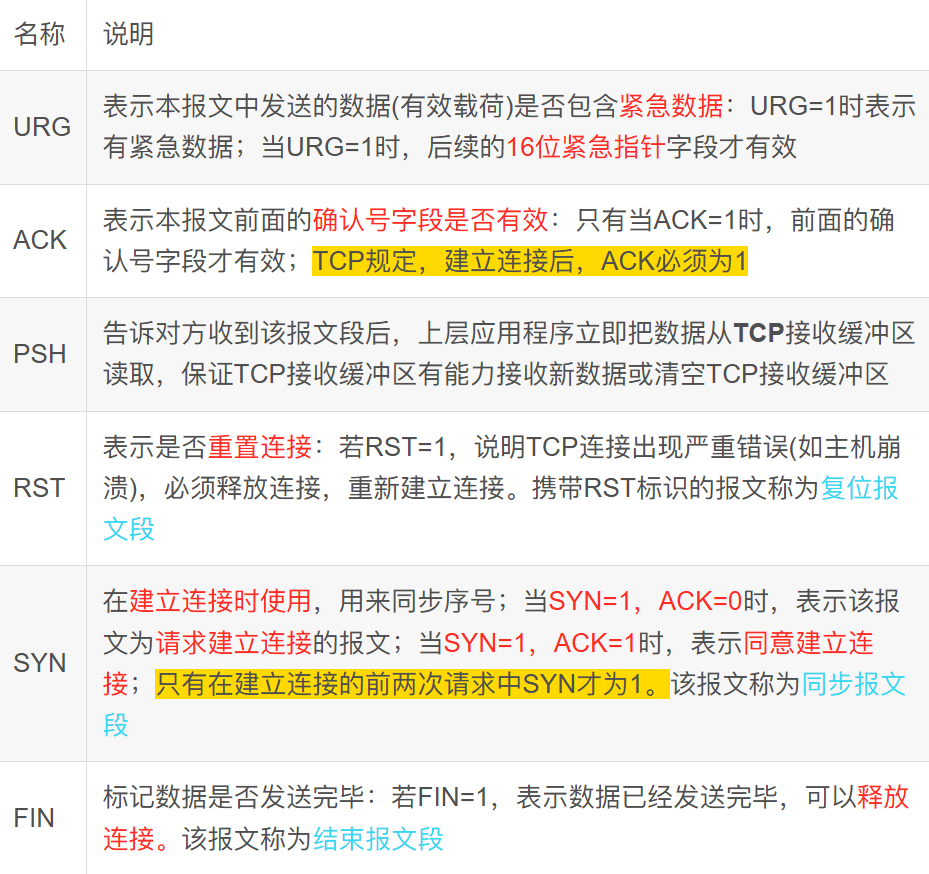 名称 说明
表示本报文中发送的数据(有效载荷)是否包含紧急数据：URG=1时表示
URG
有紧急数据；当URG=1时，后续的16位紧急指针字段才有效
表示本报文前面的确认号字段是否有效：只有当ACK=1时，前面的确
ACK
认号字段才有效；TCP规定，建立连接后，ACK必须为1
告诉对方收到该报文段后，上层应用程序立即把数据从TCP接收缓冲区
PSH
读取，保证TCP接收缓冲区有能力接收新数据或清空TCP接收缓冲区
表示是否重置连接：若RST=1，说明TCP连接出现严重错误(如主机崩
RST 溃)，必须释放连接，重新建立连接。携带RST标识的报文称为复位报
文段
在建立连接时使用，用来同步序号；当SYN=1，ACK=0时，表示该报
文为请求建立连接的报文；当SYN=1，ACK=1时，表示同意建立连
SYN
接；只有在建立连接的前两次请求中SYN才为1。该报文称为同步报文
段
标记数据是否发送完毕：若FIN=1，表示数据已经发送完毕，可以释放
FIN
连接。该报文称为结束报文段